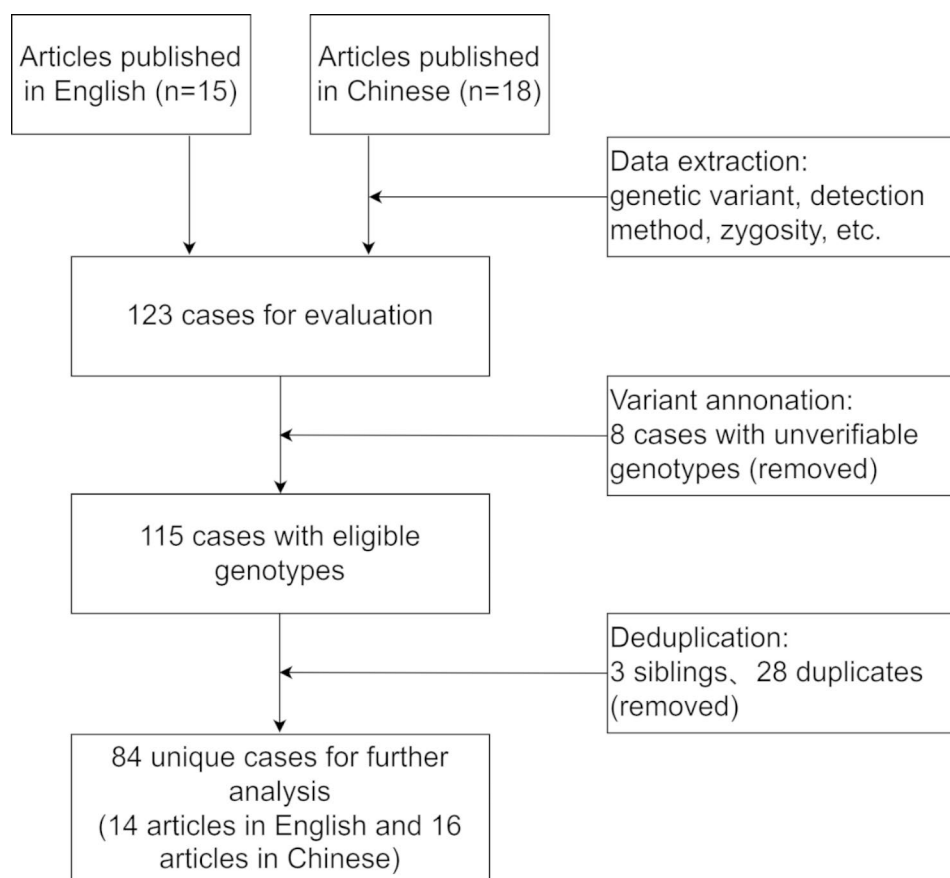 Articles published
in English (n=15)
Articles published
in Chinese (n=18)
Data extraction:
genetic variant, detection
method, zygosity, etc.
123 cases for evaluation
Variant annonation:
8 cases with unverifiable
genotypes (removed)
115 cases with eligible
genotypes
Deduplication:
3 siblings、28 duplicates
(removed)
84 unique cases for further
analysis
(14 articles in English and 16
articles in Chinese)